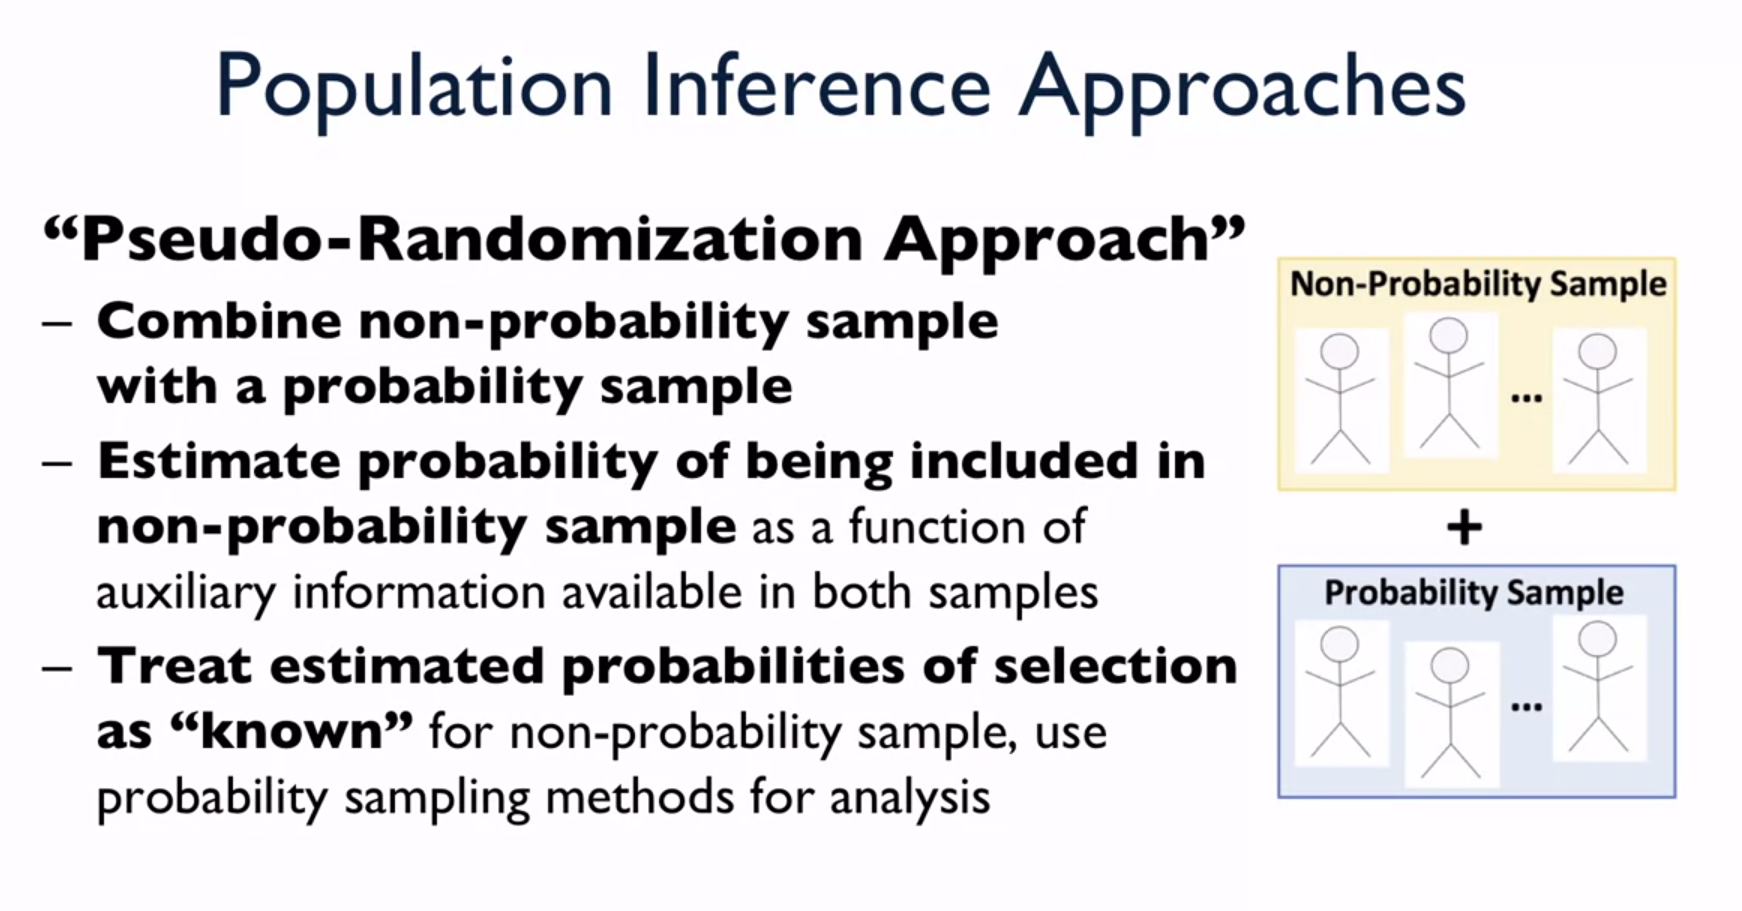 Population Inference Approaches
“Pseudo-Randomization Approach”
– Combine non-probability sample
with a probability sample
– Estimate probability of being included in
non-probability sample as a function of
auxiliary information available in both samples
– Treat estimated probabilities of selection
as “known” for non-probability sample, use
probability sampling methods for analysis
Non-Probability Sample
...
+
Probability Sample
...